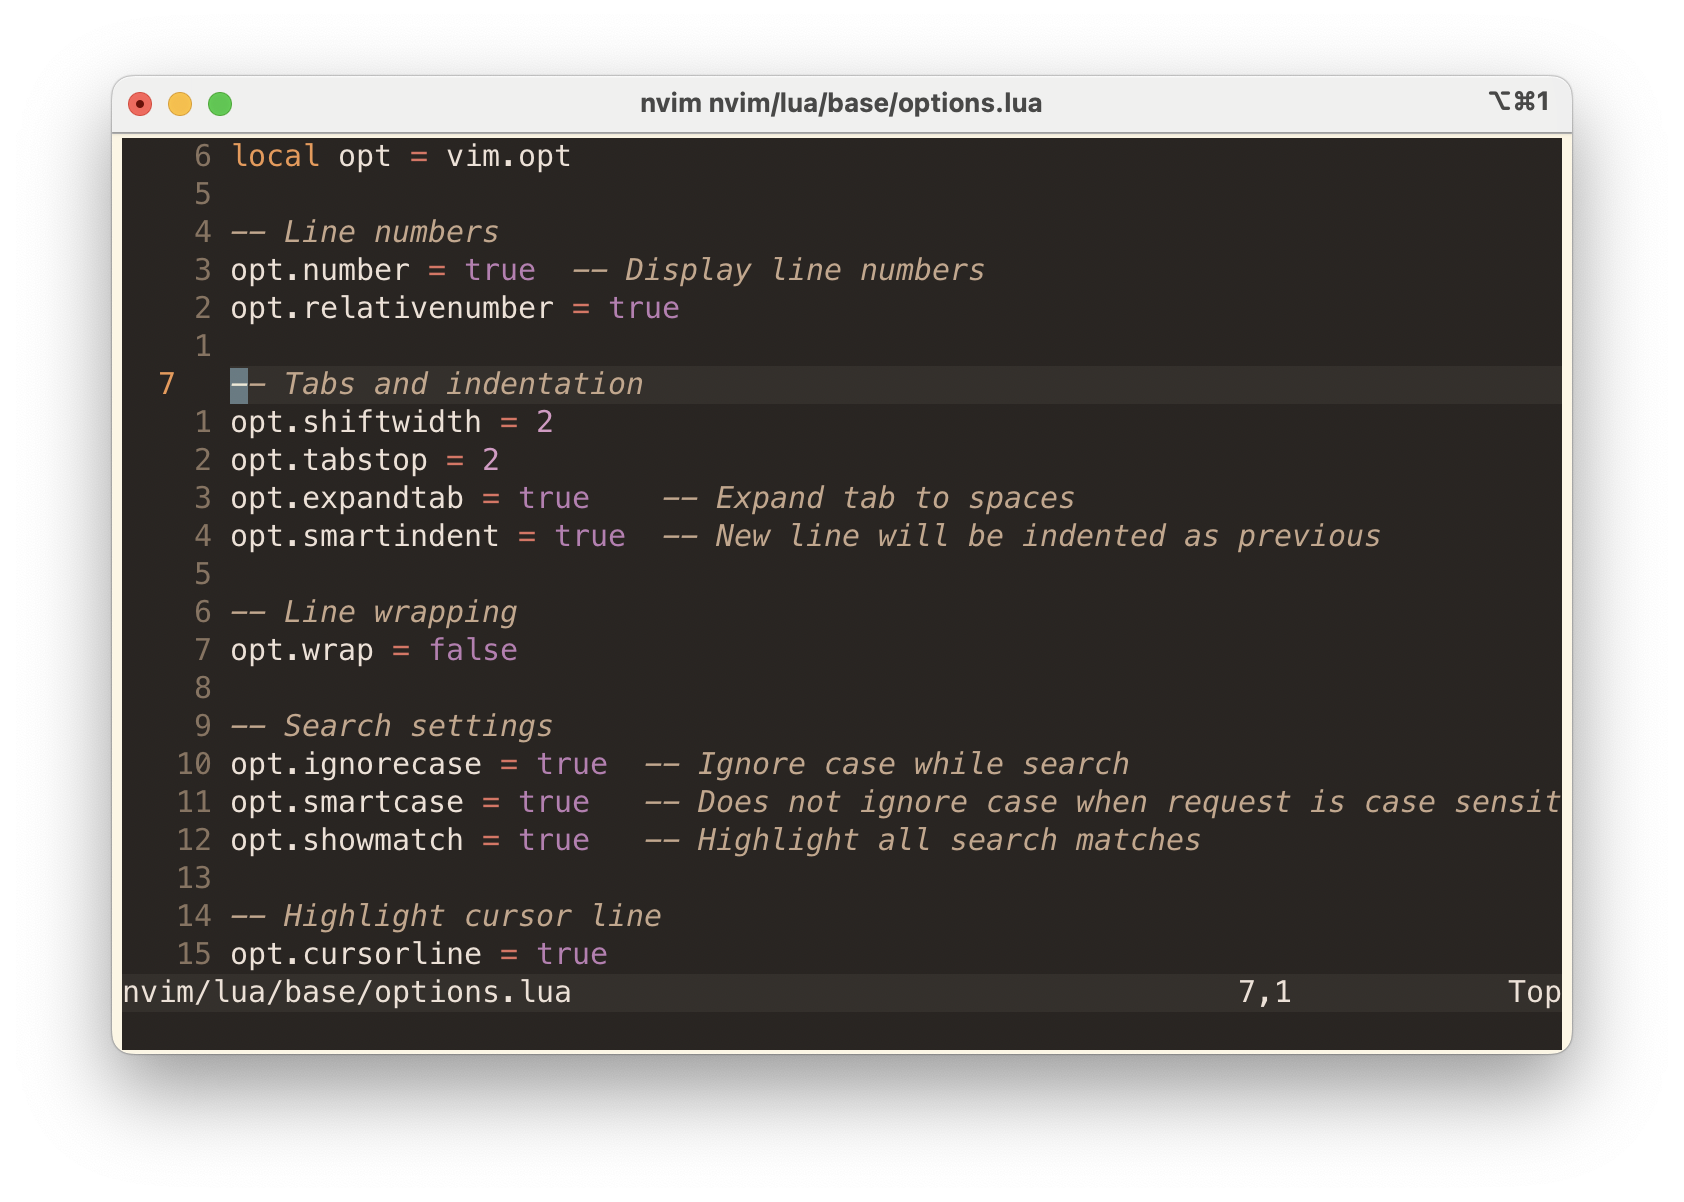 nvim nvim/lua/base/options.lua ⌥⌘1
6 local opt = vim.opt
5
4 -- Line numbers
3 opt.number = true  -- Display line numbers
2 opt.relativenumber = true
1
7 -- Tabs and indentation
1 opt.shiftwidth = 2
2 opt.tabstop = 2
3 opt.expandtab = true    -- Expand tab to spaces
4 opt.smartindent = true  -- New line will be indented as previous
5
6 -- Line wrapping
7 opt.wrap = false
8
9 -- Search settings
10 opt.ignorecase = true  -- Ignore case while search
11 opt.smartcase = true   -- Does not ignore case when request is case sensit
12 opt.showmatch = true   -- Highlight all search matches
13
14 -- Highlight cursor line
15 opt.cursorline = true
nvim/lua/base/options.lua 7,1 Top